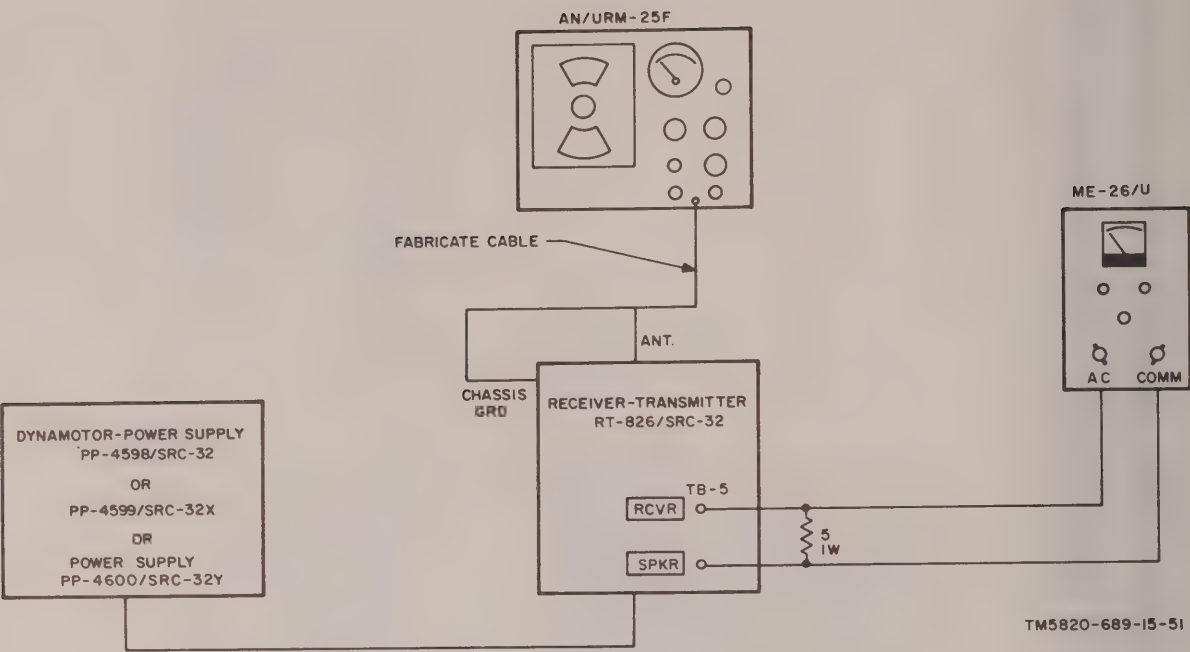 AN/URM-25F
ME-26/U
FABRICATE CABLE
ANT.
AC COMM
CHASSIS
GRD
RECEIVER-TRANSMITTER
RT-826/SRC-32
DYNAMOTOR-POWER SUPPLY
PP-4598/SRC-32
OR
PP-4599/SRC-32X
OR
POWER SUPPLY
PP-4600/SRC-32Y
TB-5
RCVR
5
1W
SPKR
TM5820-689-15-51